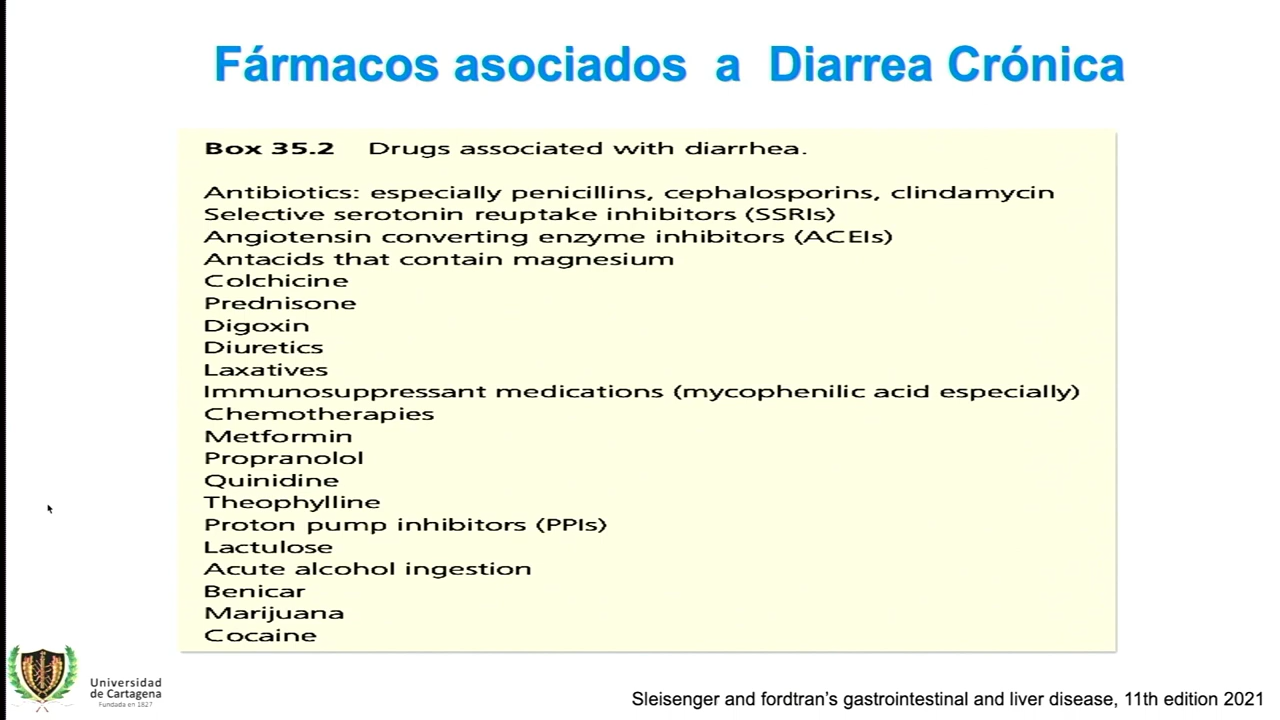 Fármacos asociados a Diarrea Crónica
Box 35.2 Drugs associated with diarrhea.
Antibiotics: especially penicillins, cephalosporins, clindamycin
Selective serotonin reuptake inhibitors (SSRIs)
Angiotensin converting enzyme inhibitors (ACEIs)
Antacids that contain magnesium
Colchicine
Prednisone
Digoxin
Diuretics
Laxatives
Immunosuppressant medications (mycophenilic acid especially)
Chemotherapies
Metformin
Propranolol
Quinidine
Theophylline
Proton pump inhibitors (PPIs)
Lactulose
Acute alcohol ingestion
Benicar
Marijuana
Cocaine
Universidad
de Cartagena
Fundada en 1827
Sleisenger and fordtran's gastrointestinal and liver disease, 11th edition 2021